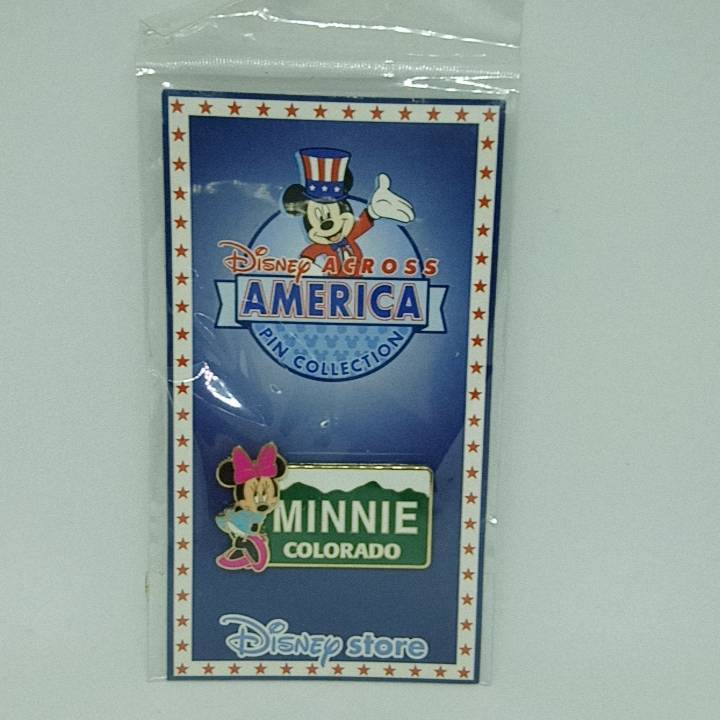 Disney ACROSS
AMERICA
PIN COLLECTION
MINNIE
COLORADO
Disney store